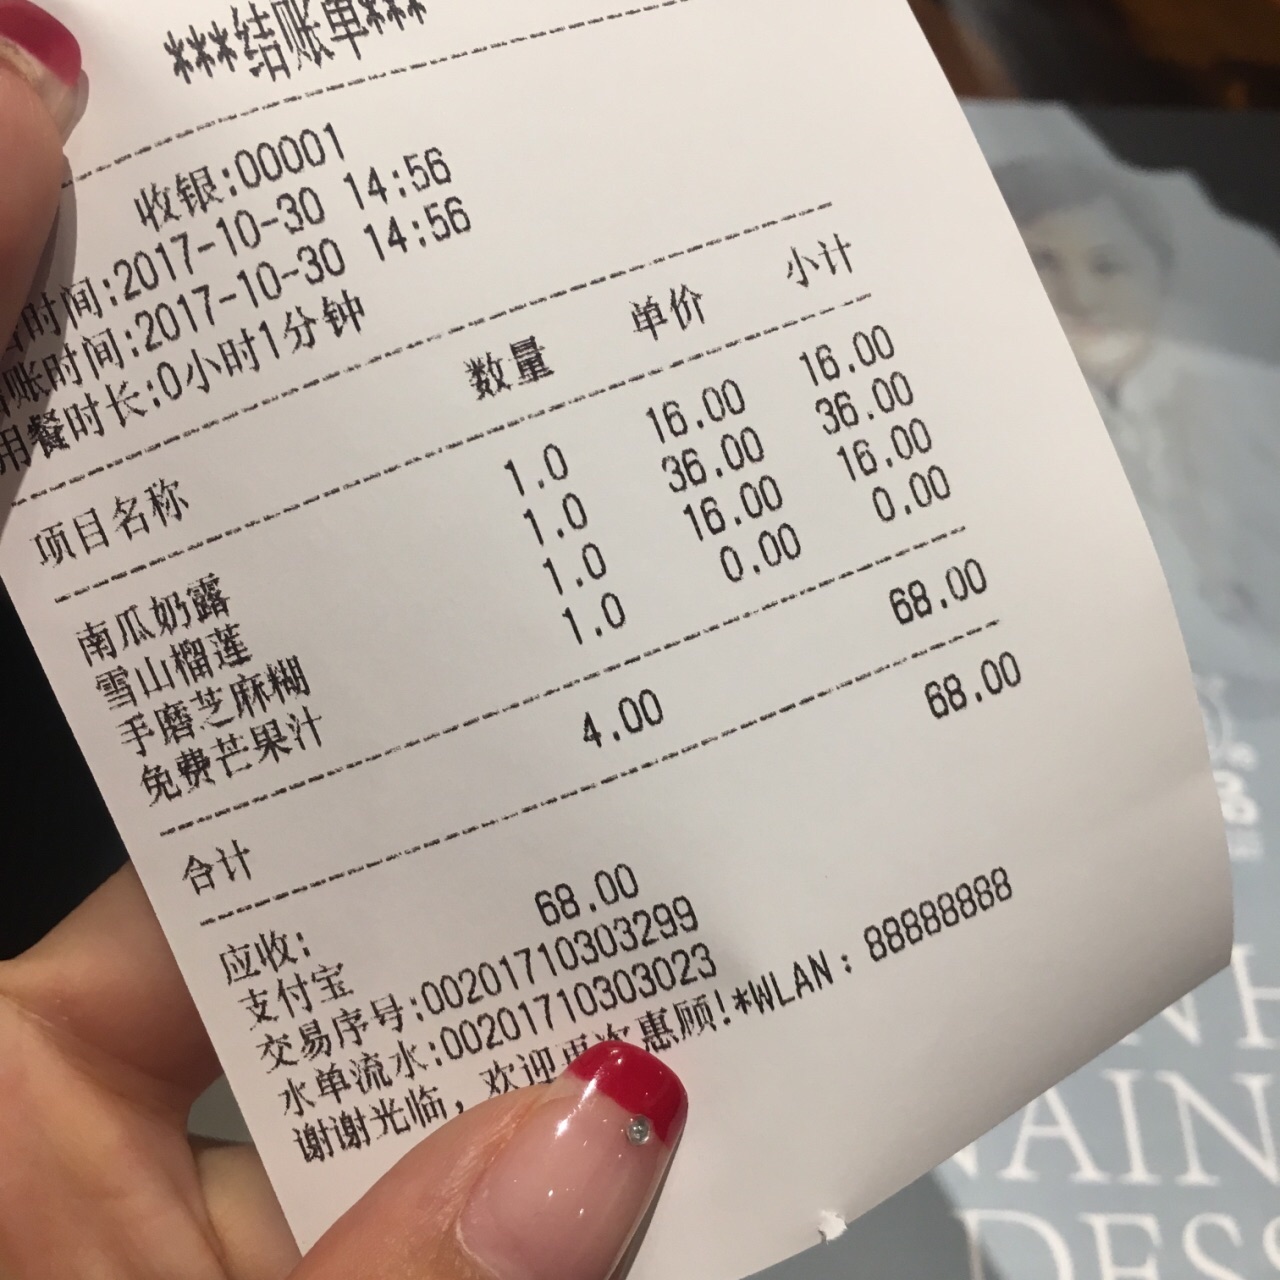 ***结账单***
收银:00001
时间:2017-10-30 14:56
账时间:2017-10-30 14:56
用餐时长:0小时1分钟
项目名称 数量 单价 小计
南瓜奶露 1.0 16.00 16.00
雪山榴莲 1.0 36.00 36.00
手磨芝麻糊 1.0 16.00 16.00
免费芒果汁 1.0 0.00 0.00
合计 4.00 68.00
应收: 68.00
支付宝 68.00
交易序号:00201710303299
水单流水:00201710303023
谢谢光临，欢迎再次惠顾!*WLAN：88888888
NAIN
DESS